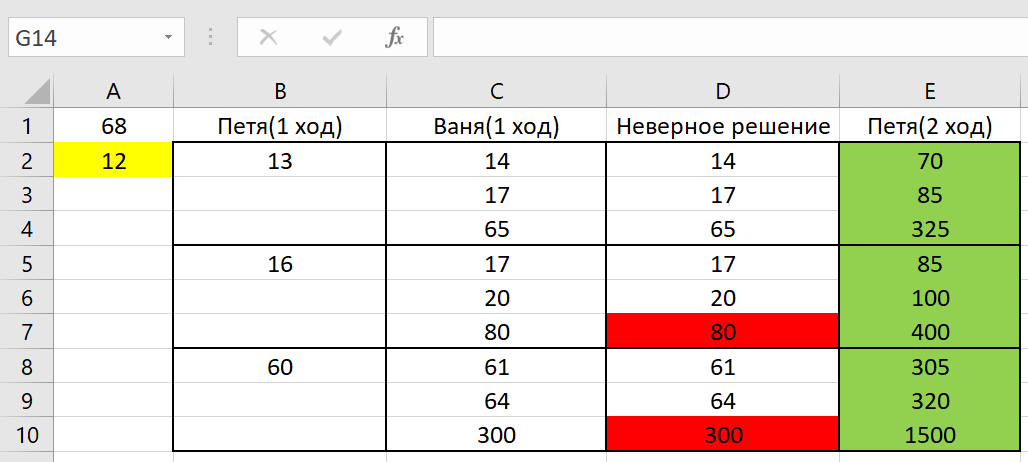 G14 fx
A B C D E
1 68 Петя(1 ход) Ваня(1 ход) Неверное решение Петя(2 ход)
2 12 13 14 14 70
3 17 17 85
4 65 65 325
5 16 17 17 85
6 20 20 100
7 80 80 400
8 60 61 61 305
9 64 64 320
10 300 300 1500